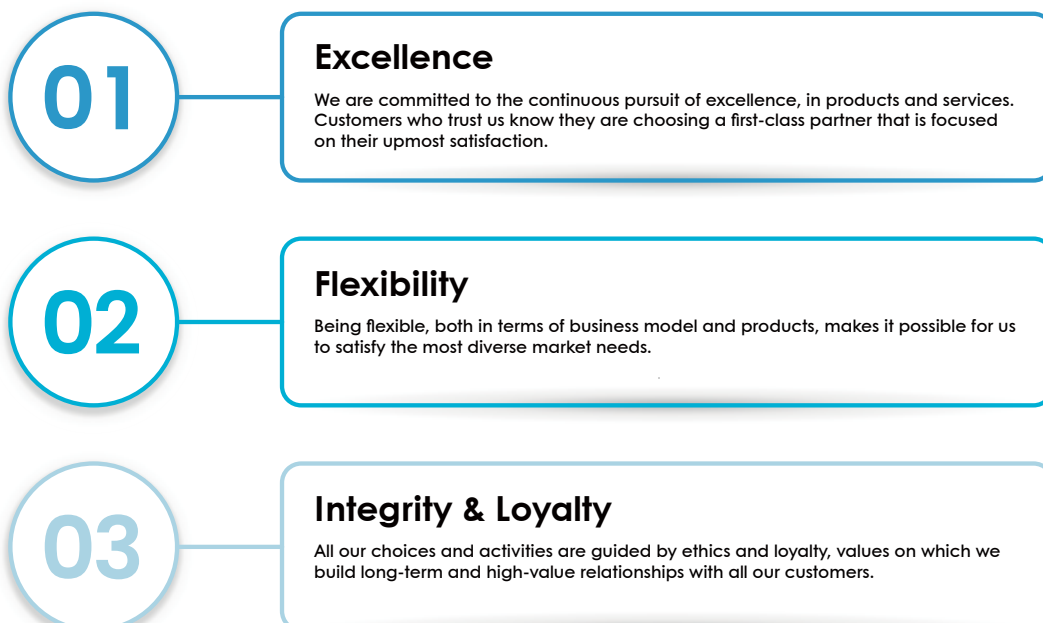 01
Excellence
We are committed to the continuous pursuit of excellence, in products and services.
Customers who trust us know they are choosing a first-class partner that is focused
on their upmost satisfaction.
02
Flexibility
Being flexible, both in terms of business model and products, makes it possible for us
to satisfy the most diverse market needs.
03
Integrity & Loyalty
All our choices and activities are guided by ethics and loyalty, values on which we
build long-term and high-value relationships with all our customers.